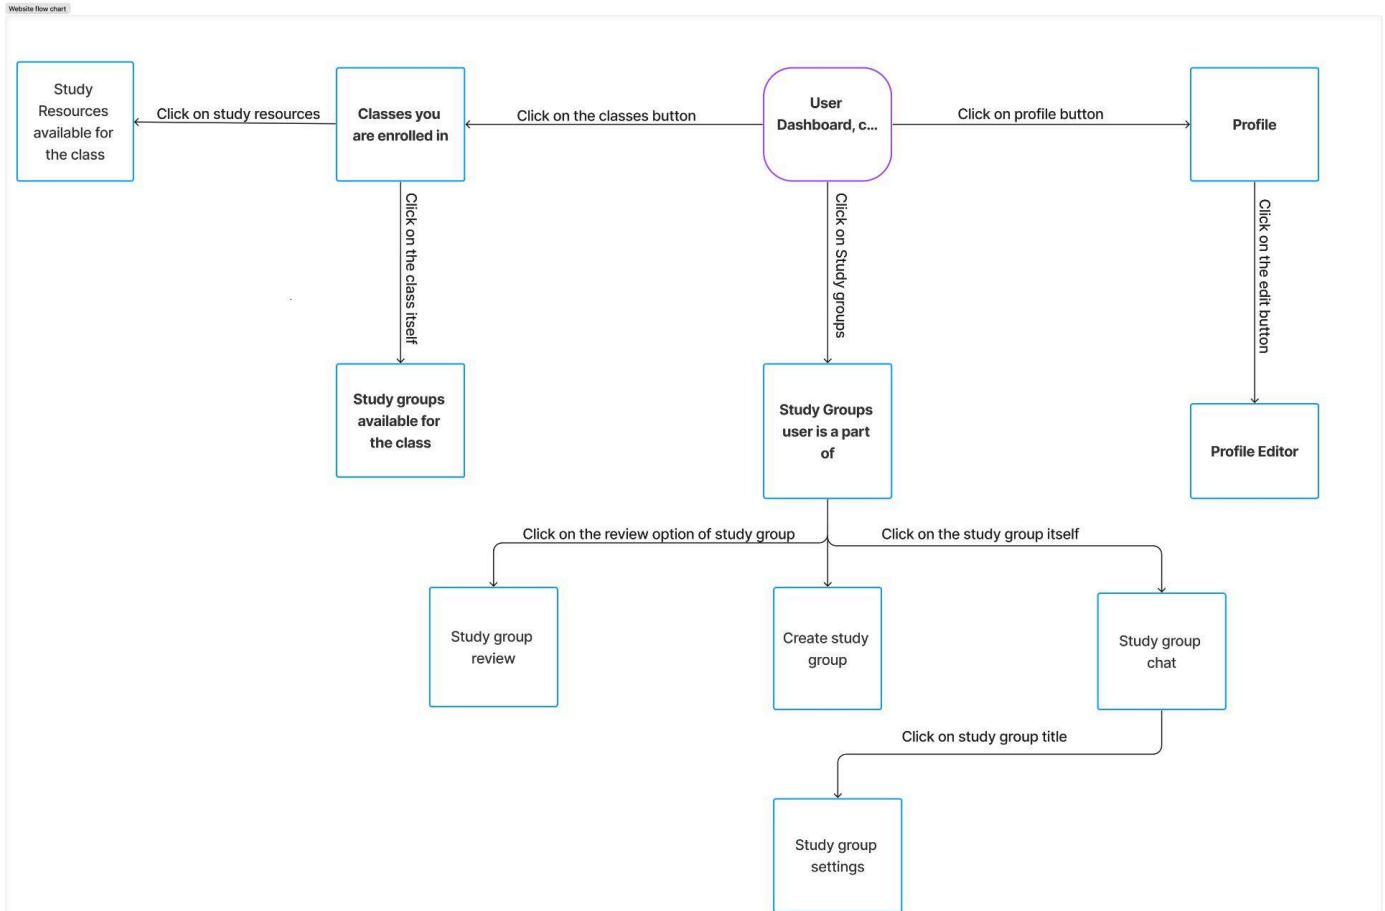 Website flow chart
Study
Resources
available for
the class
Click on study resources
Classes you
are enrolled in
Click on the classes button
User
Dashboard, c...
Click on profile button
Profile
Click on the class itself
Click on Study groups
Click on the edit button
Study groups
available for
the class
Study Groups
user is a part
of
Profile Editor
Click on the review option of study group
Click on the study group itself
Study group
review
Create study
group
Study group
chat
Click on study group title
Study group
settings